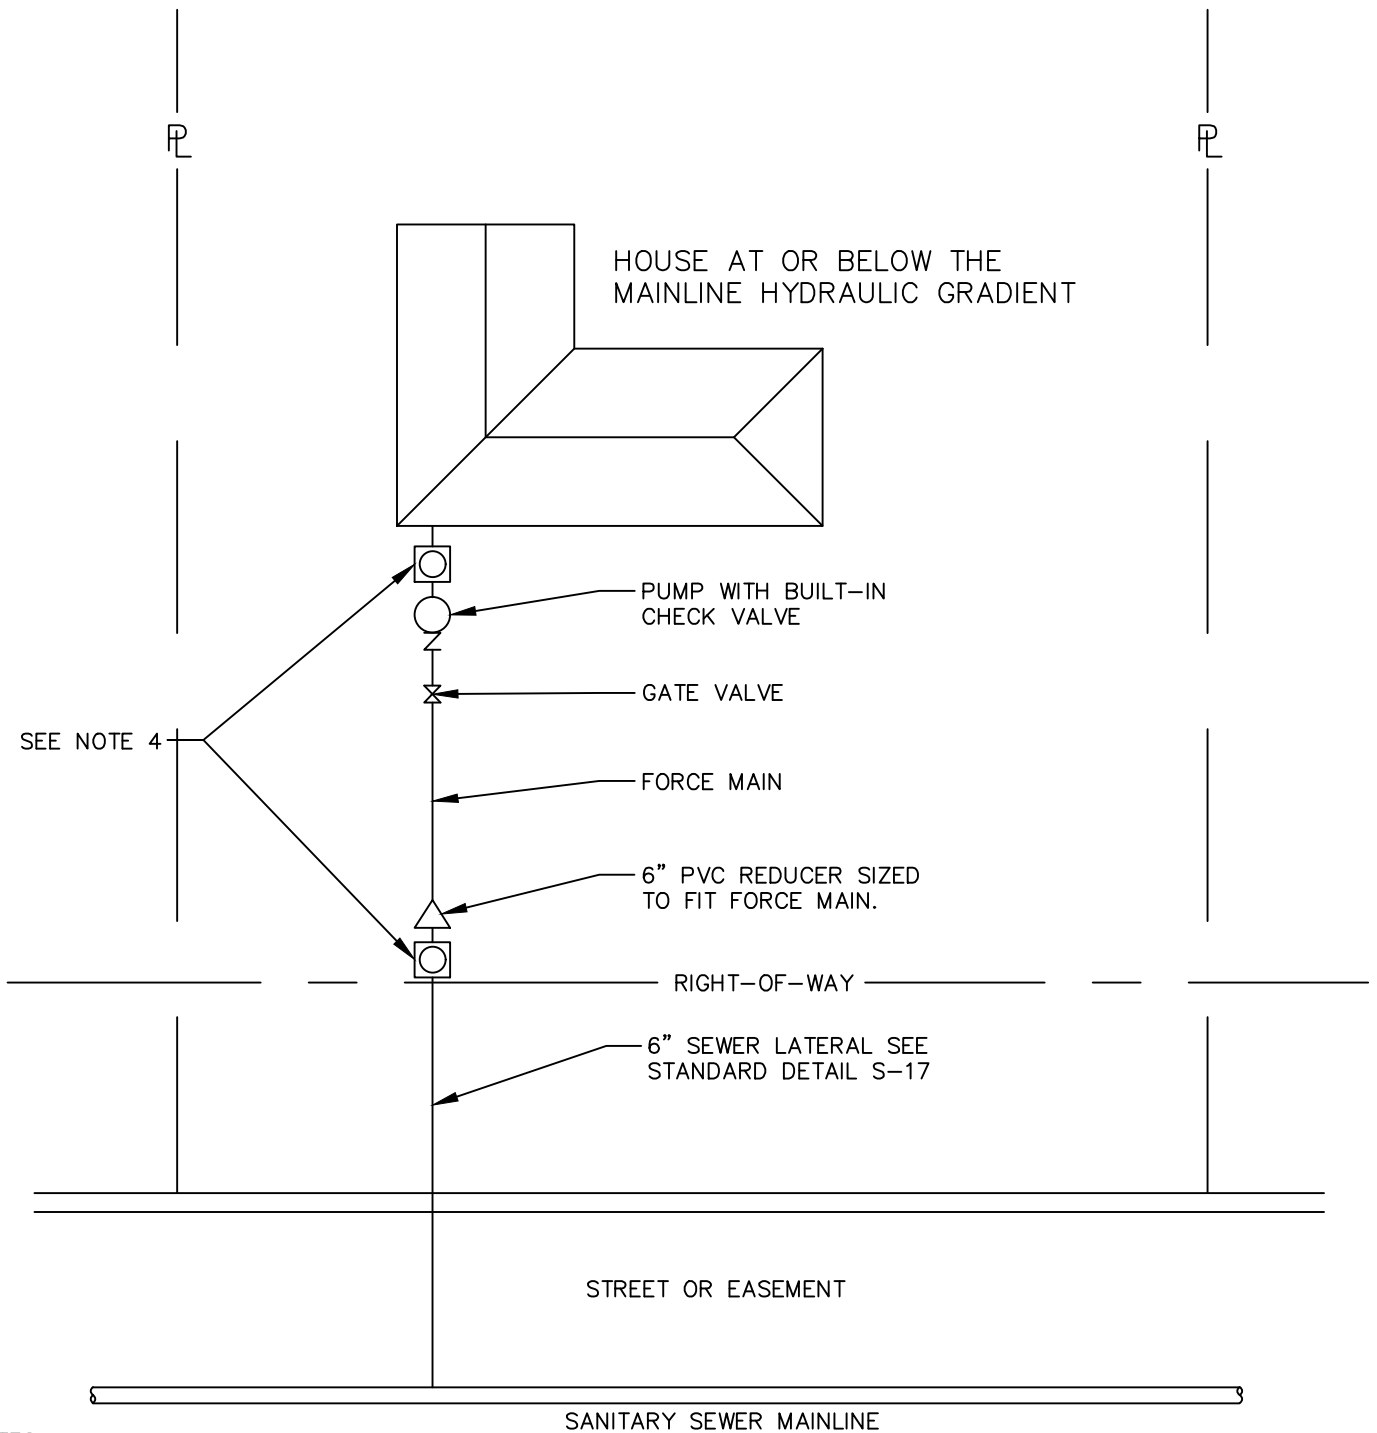 PL
PL
HOUSE AT OR BELOW THE
MAINLINE HYDRAULIC GRADIENT
PUMP WITH BUILT-IN
CHECK VALVE
GATE VALVE
SEE NOTE 4
FORCE MAIN
6" PVC REDUCER SIZED
TO FIT FORCE MAIN.
RIGHT-OF-WAY
6" SEWER LATERAL SEE
STANDARD DETAIL S-17
STREET OR EASEMENT
SANITARY SEWER MAINLINE